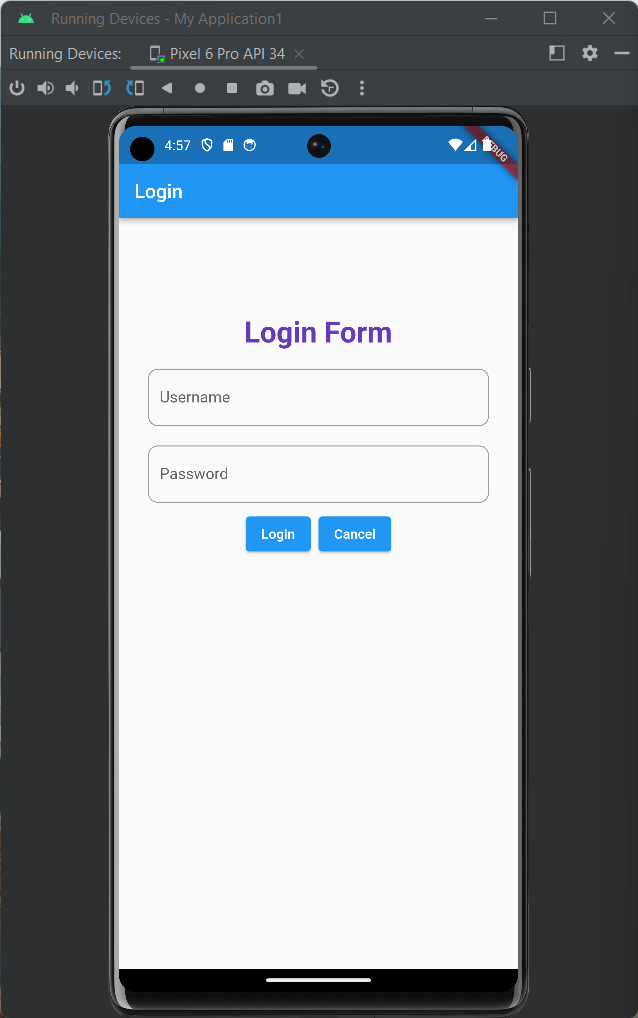 Running Devices - My Application1
Running Devices:
Pixel 6 Pro API 34
4:57
DEBUG
Login
Login Form
Username
Password
Login
Cancel